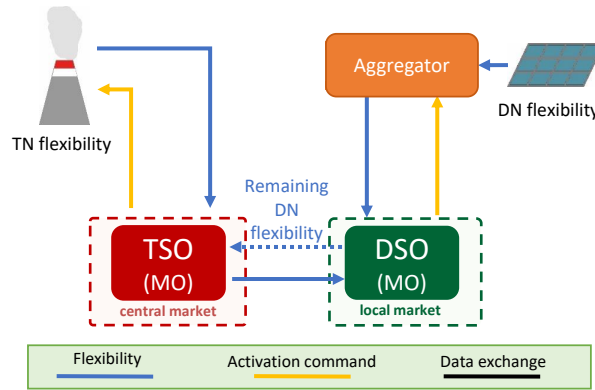 Aggregator
TN flexibility
DN flexibility
Remaining
DN
flexibility
TSO
(MO)
central market
DSO
(MO)
local market
Flexibility
Activation command
Data exchange